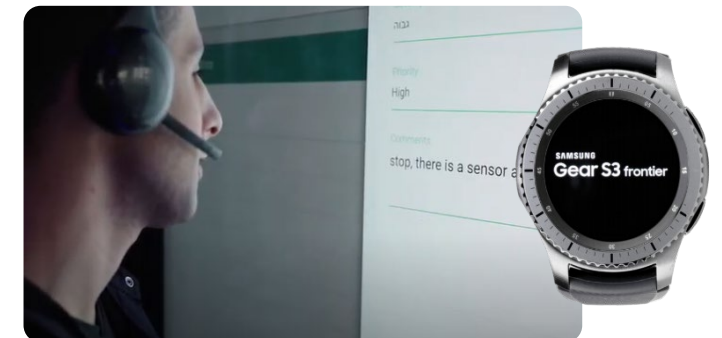 גבוה
Priority
High
Comments
stop, there is a sensor a
SAMSUNG
Gear S3 frontier